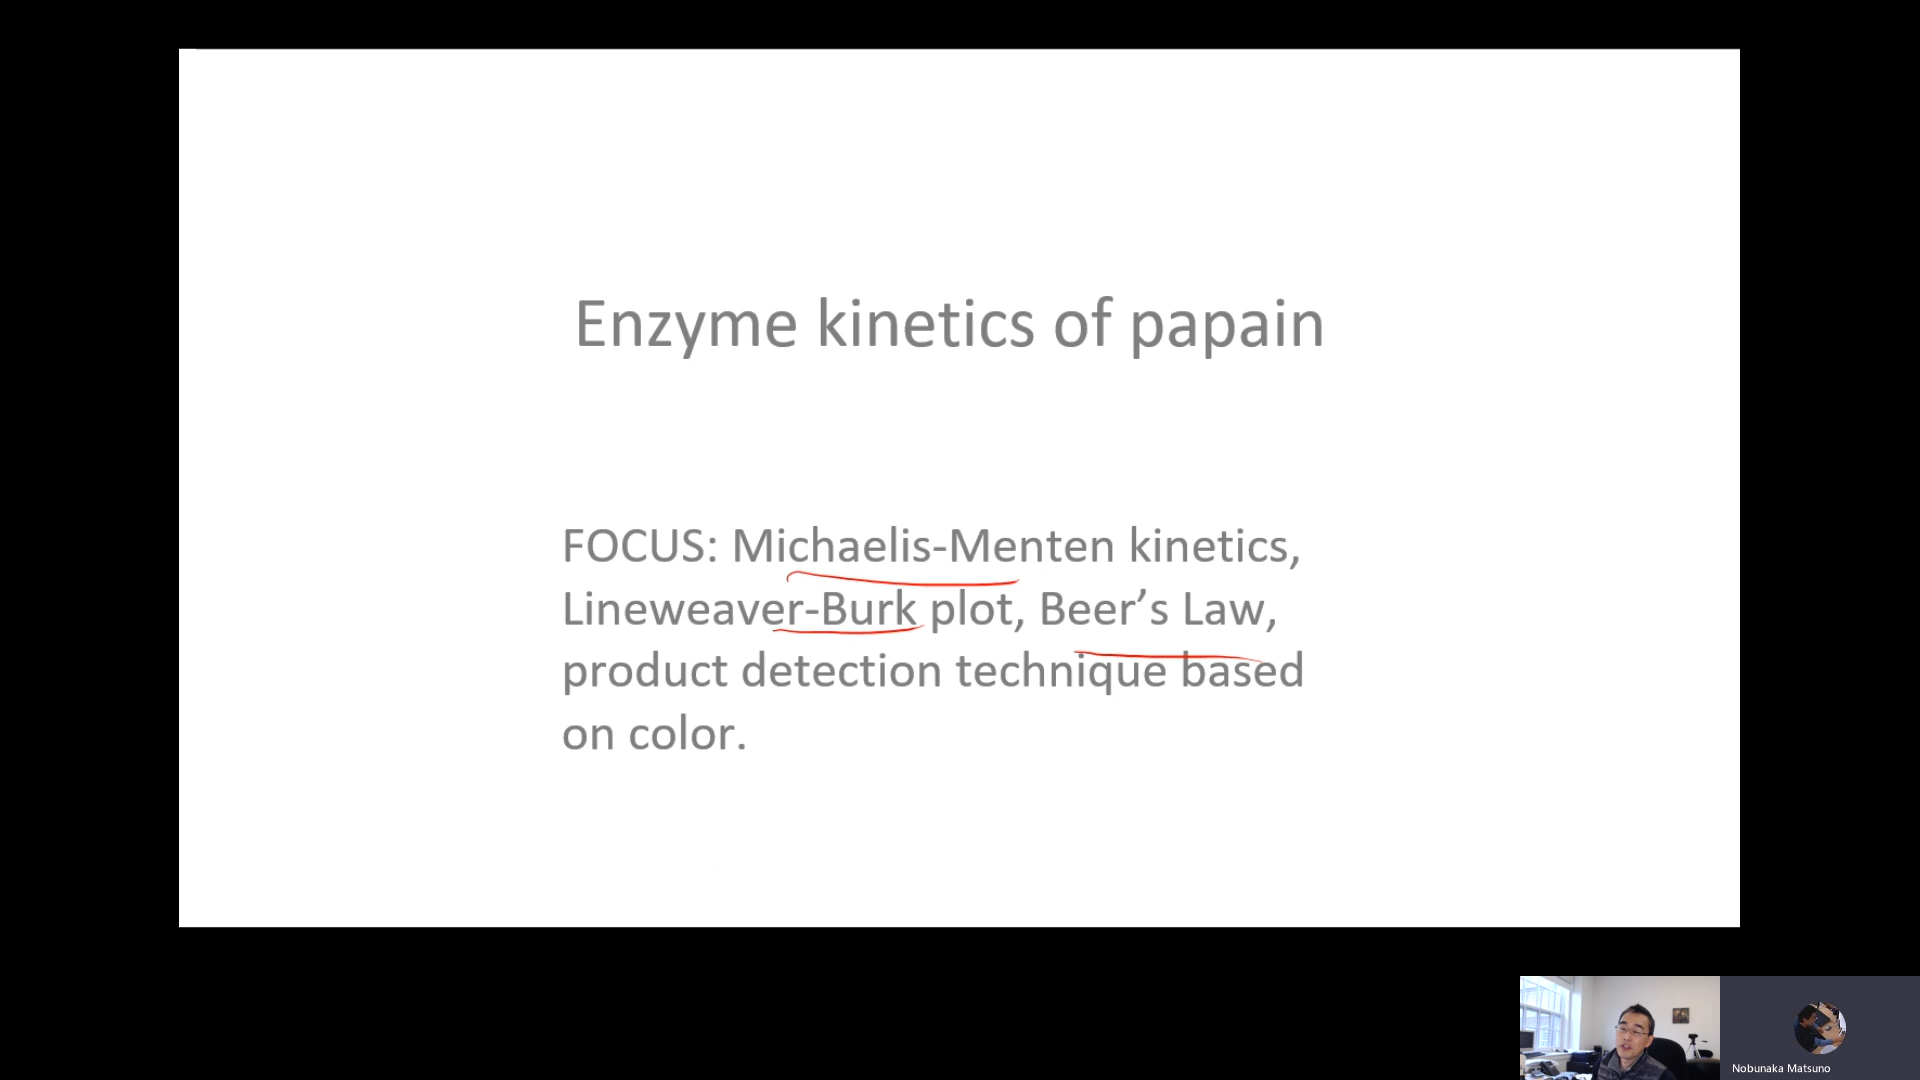 Enzyme kinetics of papain
FOCUS: Michaelis-Menten kinetics,
Lineweaver-Burk plot, Beer’s Law,
product detection technique based
on color.
Nobunaka Matsuno